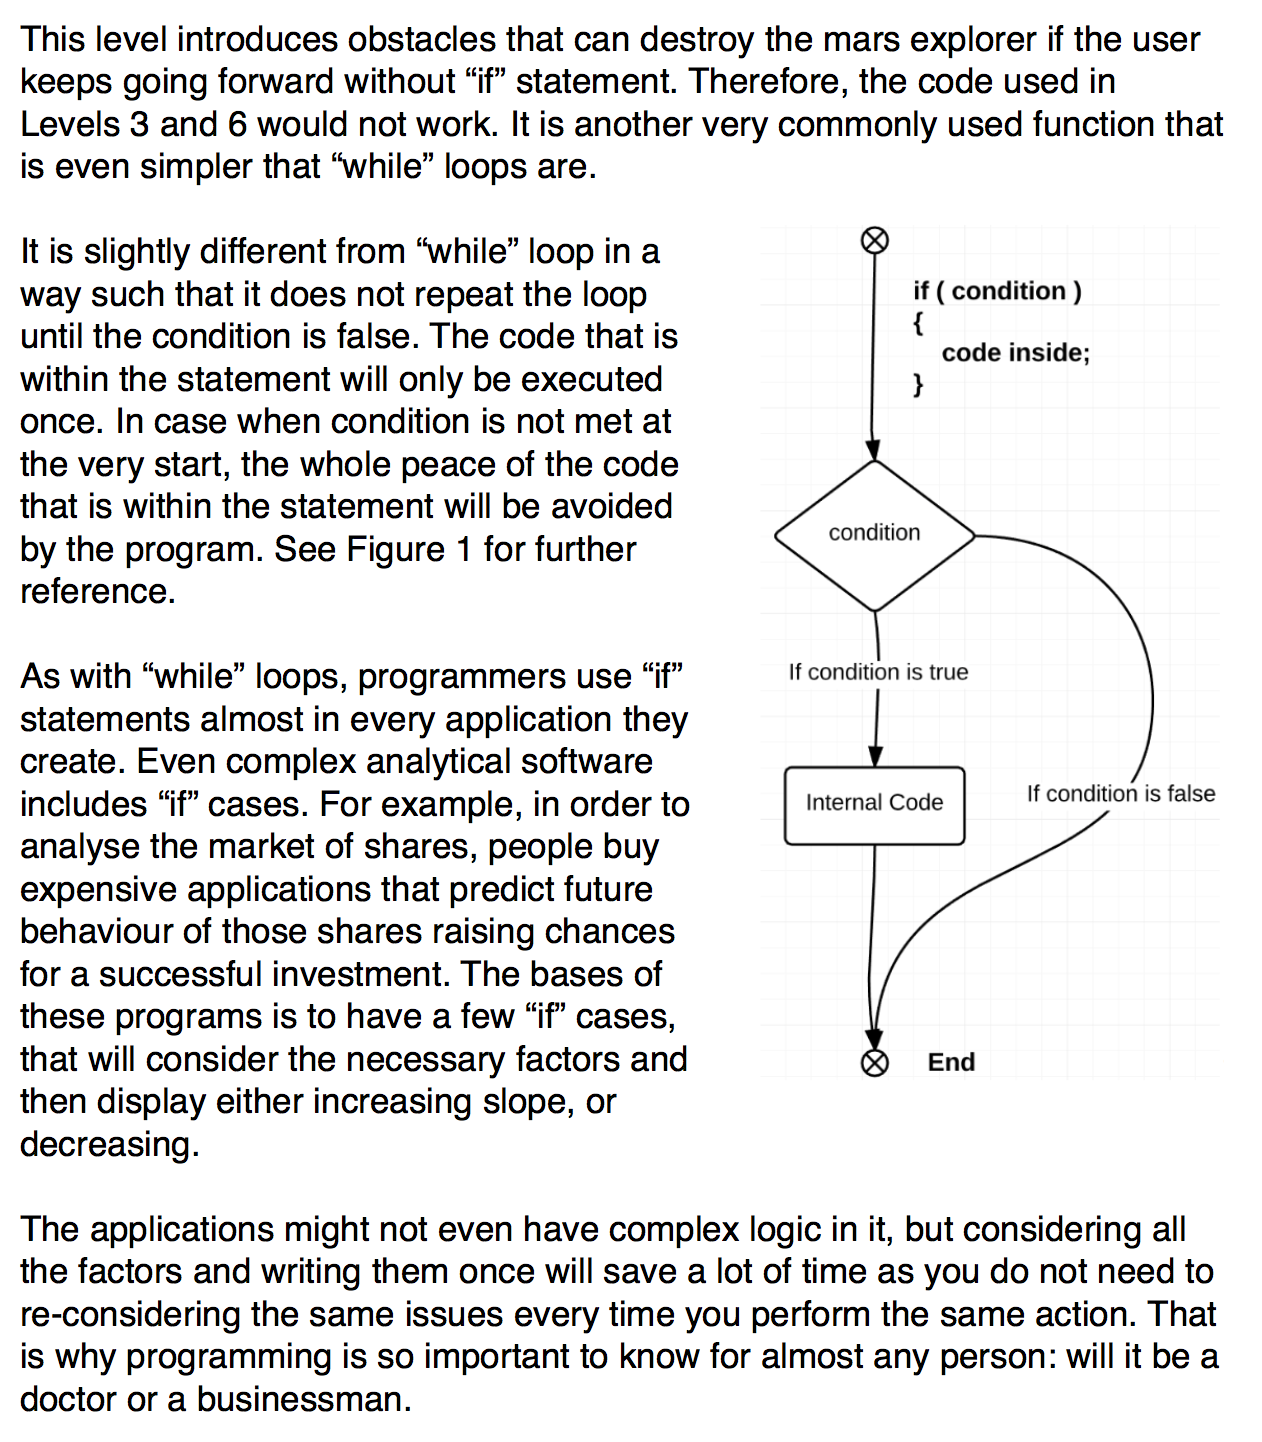 This level introduces obstacles that can destroy the mars explorer if the user
keeps going forward without “if” statement. Therefore, the code used in
Levels 3 and 6 would not work. It is another very commonly used function that
is even simpler that “while” loops are.
It is slightly different from “while” loop in a
way such that it does not repeat the loop
until the condition is false. The code that is
within the statement will only be executed
once. In case when condition is not met at
the very start, the whole peace of the code
that is within the statement will be avoided
by the program. See Figure 1 for further
reference.
As with “while” loops, programmers use “if”
statements almost in every application they
create. Even complex analytical software
includes “if” cases. For example, in order to
analyse the market of shares, people buy
expensive applications that predict future
behaviour of those shares raising chances
for a successful investment. The bases of
these programs is to have a few “if” cases,
that will consider the necessary factors and
then display either increasing slope, or
decreasing.
if ( condition )
{
code inside;
}
condition
If condition is true
Internal Code
If condition is false
End
The applications might not even have complex logic in it, but considering all
the factors and writing them once will save a lot of time as you do not need to
re-considering the same issues every time you perform the same action. That
is why programming is so important to know for almost any person: will it be a
doctor or a businessman.